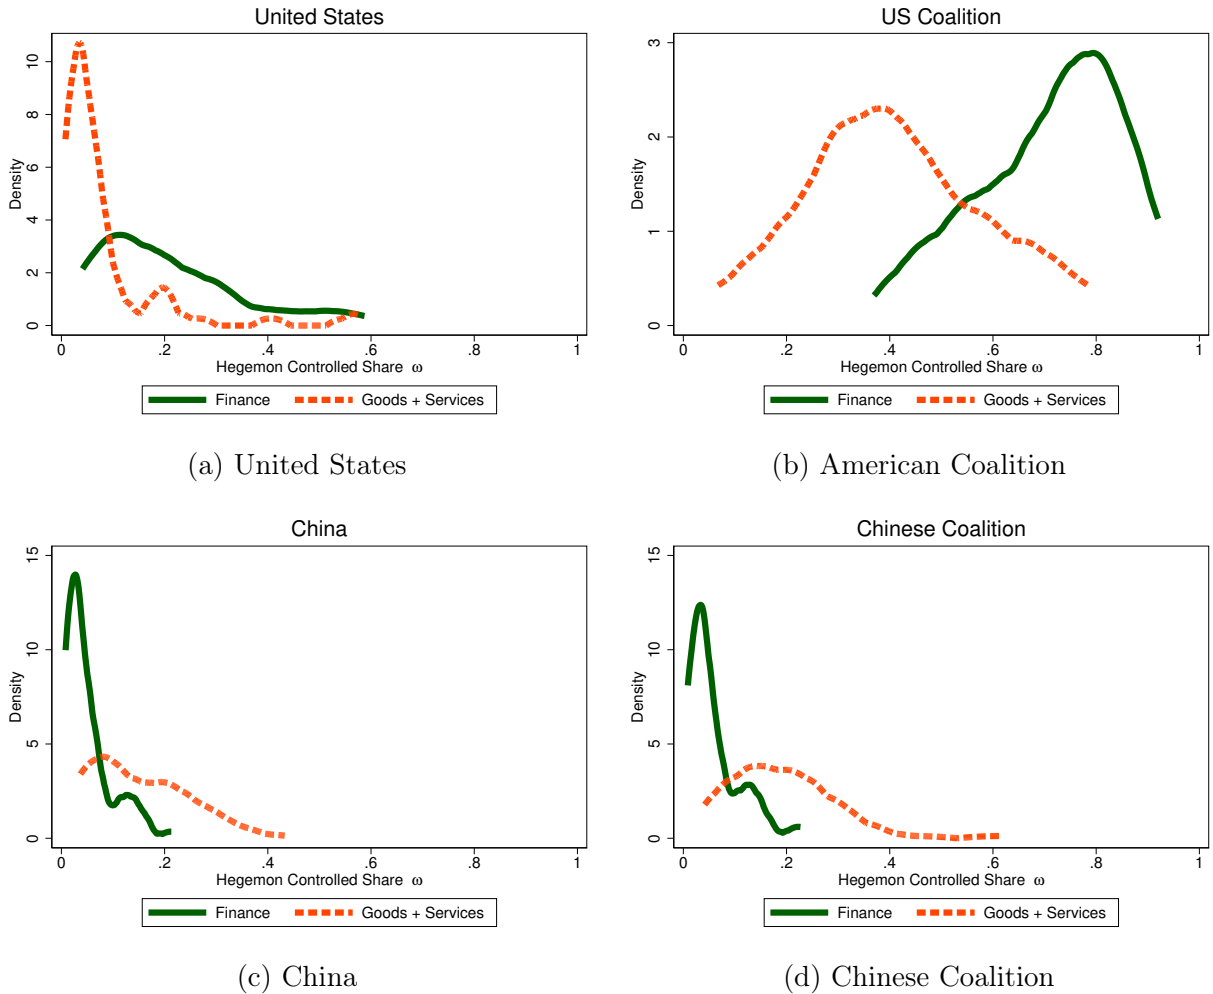 United States
Density
0 2 4 6 8 10
0 .2 .4 .6 .8 1
Hegemon Controlled Share ω
Finance Goods + Services
(a) United States
US Coalition
Density
0 1 2 3
0 .2 .4 .6 .8 1
Hegemon Controlled Share ω
Finance Goods + Services
(b) American Coalition
China
Density
0 5 10 15
0 .2 .4 .6 .8 1
Hegemon Controlled Share ω
Finance Goods + Services
(c) China
Chinese Coalition
Density
0 5 10 15
0 .2 .4 .6 .8 1
Hegemon Controlled Share ω
Finance Goods + Services
(d) Chinese Coalition